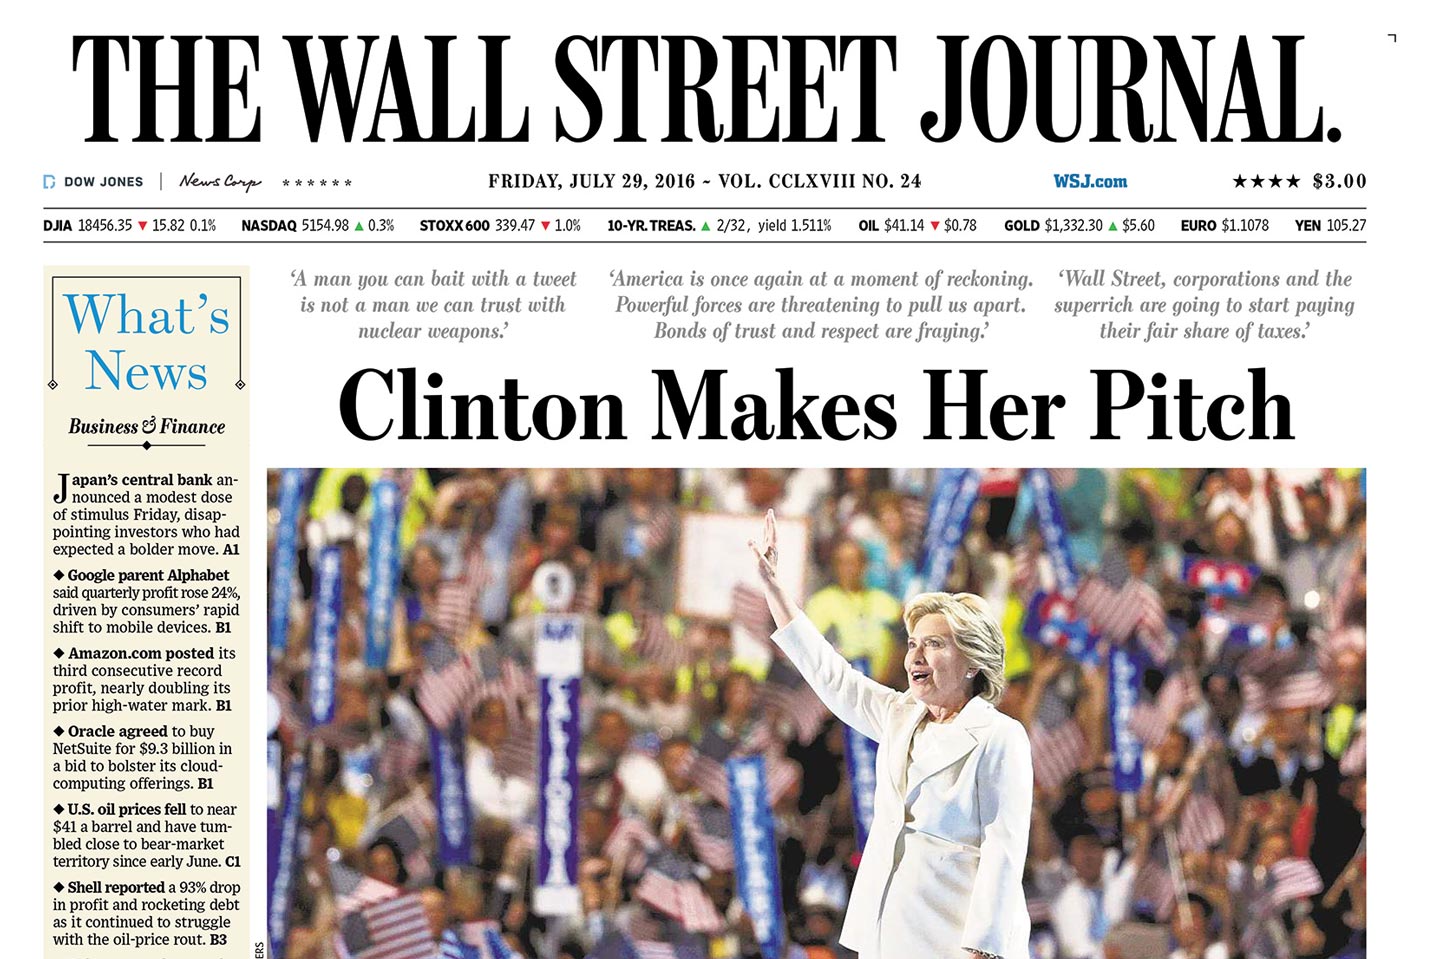 THE WALL STREET JOURNAL.
DOW JONES | News Corp ******
FRIDAY, JULY 29, 2016 ~ VOL. CCLXVIII NO. 24
WSJ.com
★★★★ $3.00
DJIA 18456.35 ▼ 15.82 0.1% NASDAQ 5154.98 ▲ 0.3% STOXX 600 339.47 ▼ 1.0% 10-YR. TREAS. ▲ 2/32, yield 1.511% OIL $41.14 ▼ $0.78 GOLD $1,332.30 ▲ $5.60 EURO $1.1078 YEN 105.27
What’s
News
Business & Finance
Japan’s central bank an-
nounced a modest dose
of stimulus Friday, disap-
pointing investors who had
expected a bolder move. A1
◆ Google parent Alphabet
said quarterly profit rose 24%,
driven by consumers’ rapid
shift to mobile devices. B1
◆ Amazon.com posted its
third consecutive record
profit, nearly doubling its
prior high-water mark. B1
◆ Oracle agreed to buy
NetSuite for $9.3 billion in
a bid to bolster its cloud-
computing offerings. B1
◆ U.S. oil prices fell to near
$41 a barrel and have tum-
bled close to bear-market
territory since early June. C1
◆ Shell reported a 93% drop
in profit and rocketing debt
as it continued to struggle
with the oil-price rout. B3
‘A man you can bait with a tweet
is not a man we can trust with
nuclear weapons.’
‘America is once again at a moment of reckoning.
Powerful forces are threatening to pull us apart.
Bonds of trust and respect are fraying.’
‘Wall Street, corporations and the
superrich are going to start paying
their fair share of taxes.’
Clinton Makes Her Pitch
CALIFORNIA
ERS